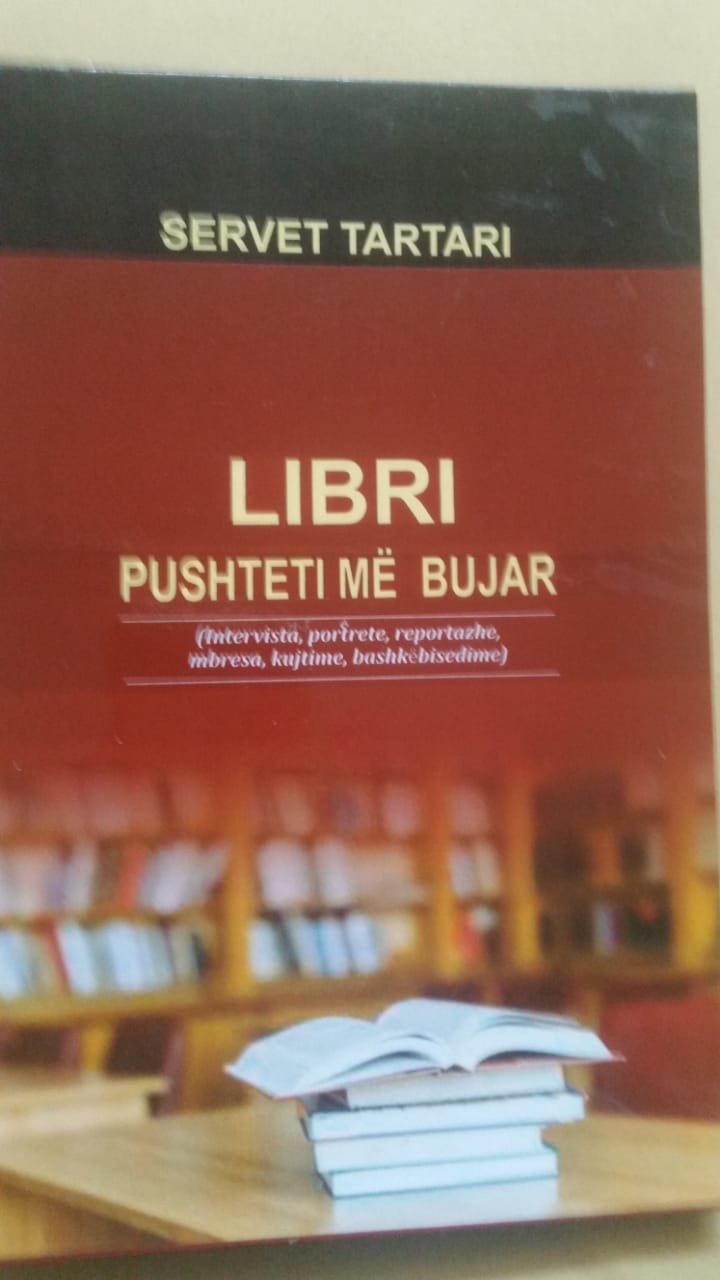 SERVET TARTARI
LIBRI
PUSHTETI MË BUJAR
(Intervista, portrete, reportazhe,
mbresa, kujtime, bashkëbisedime)